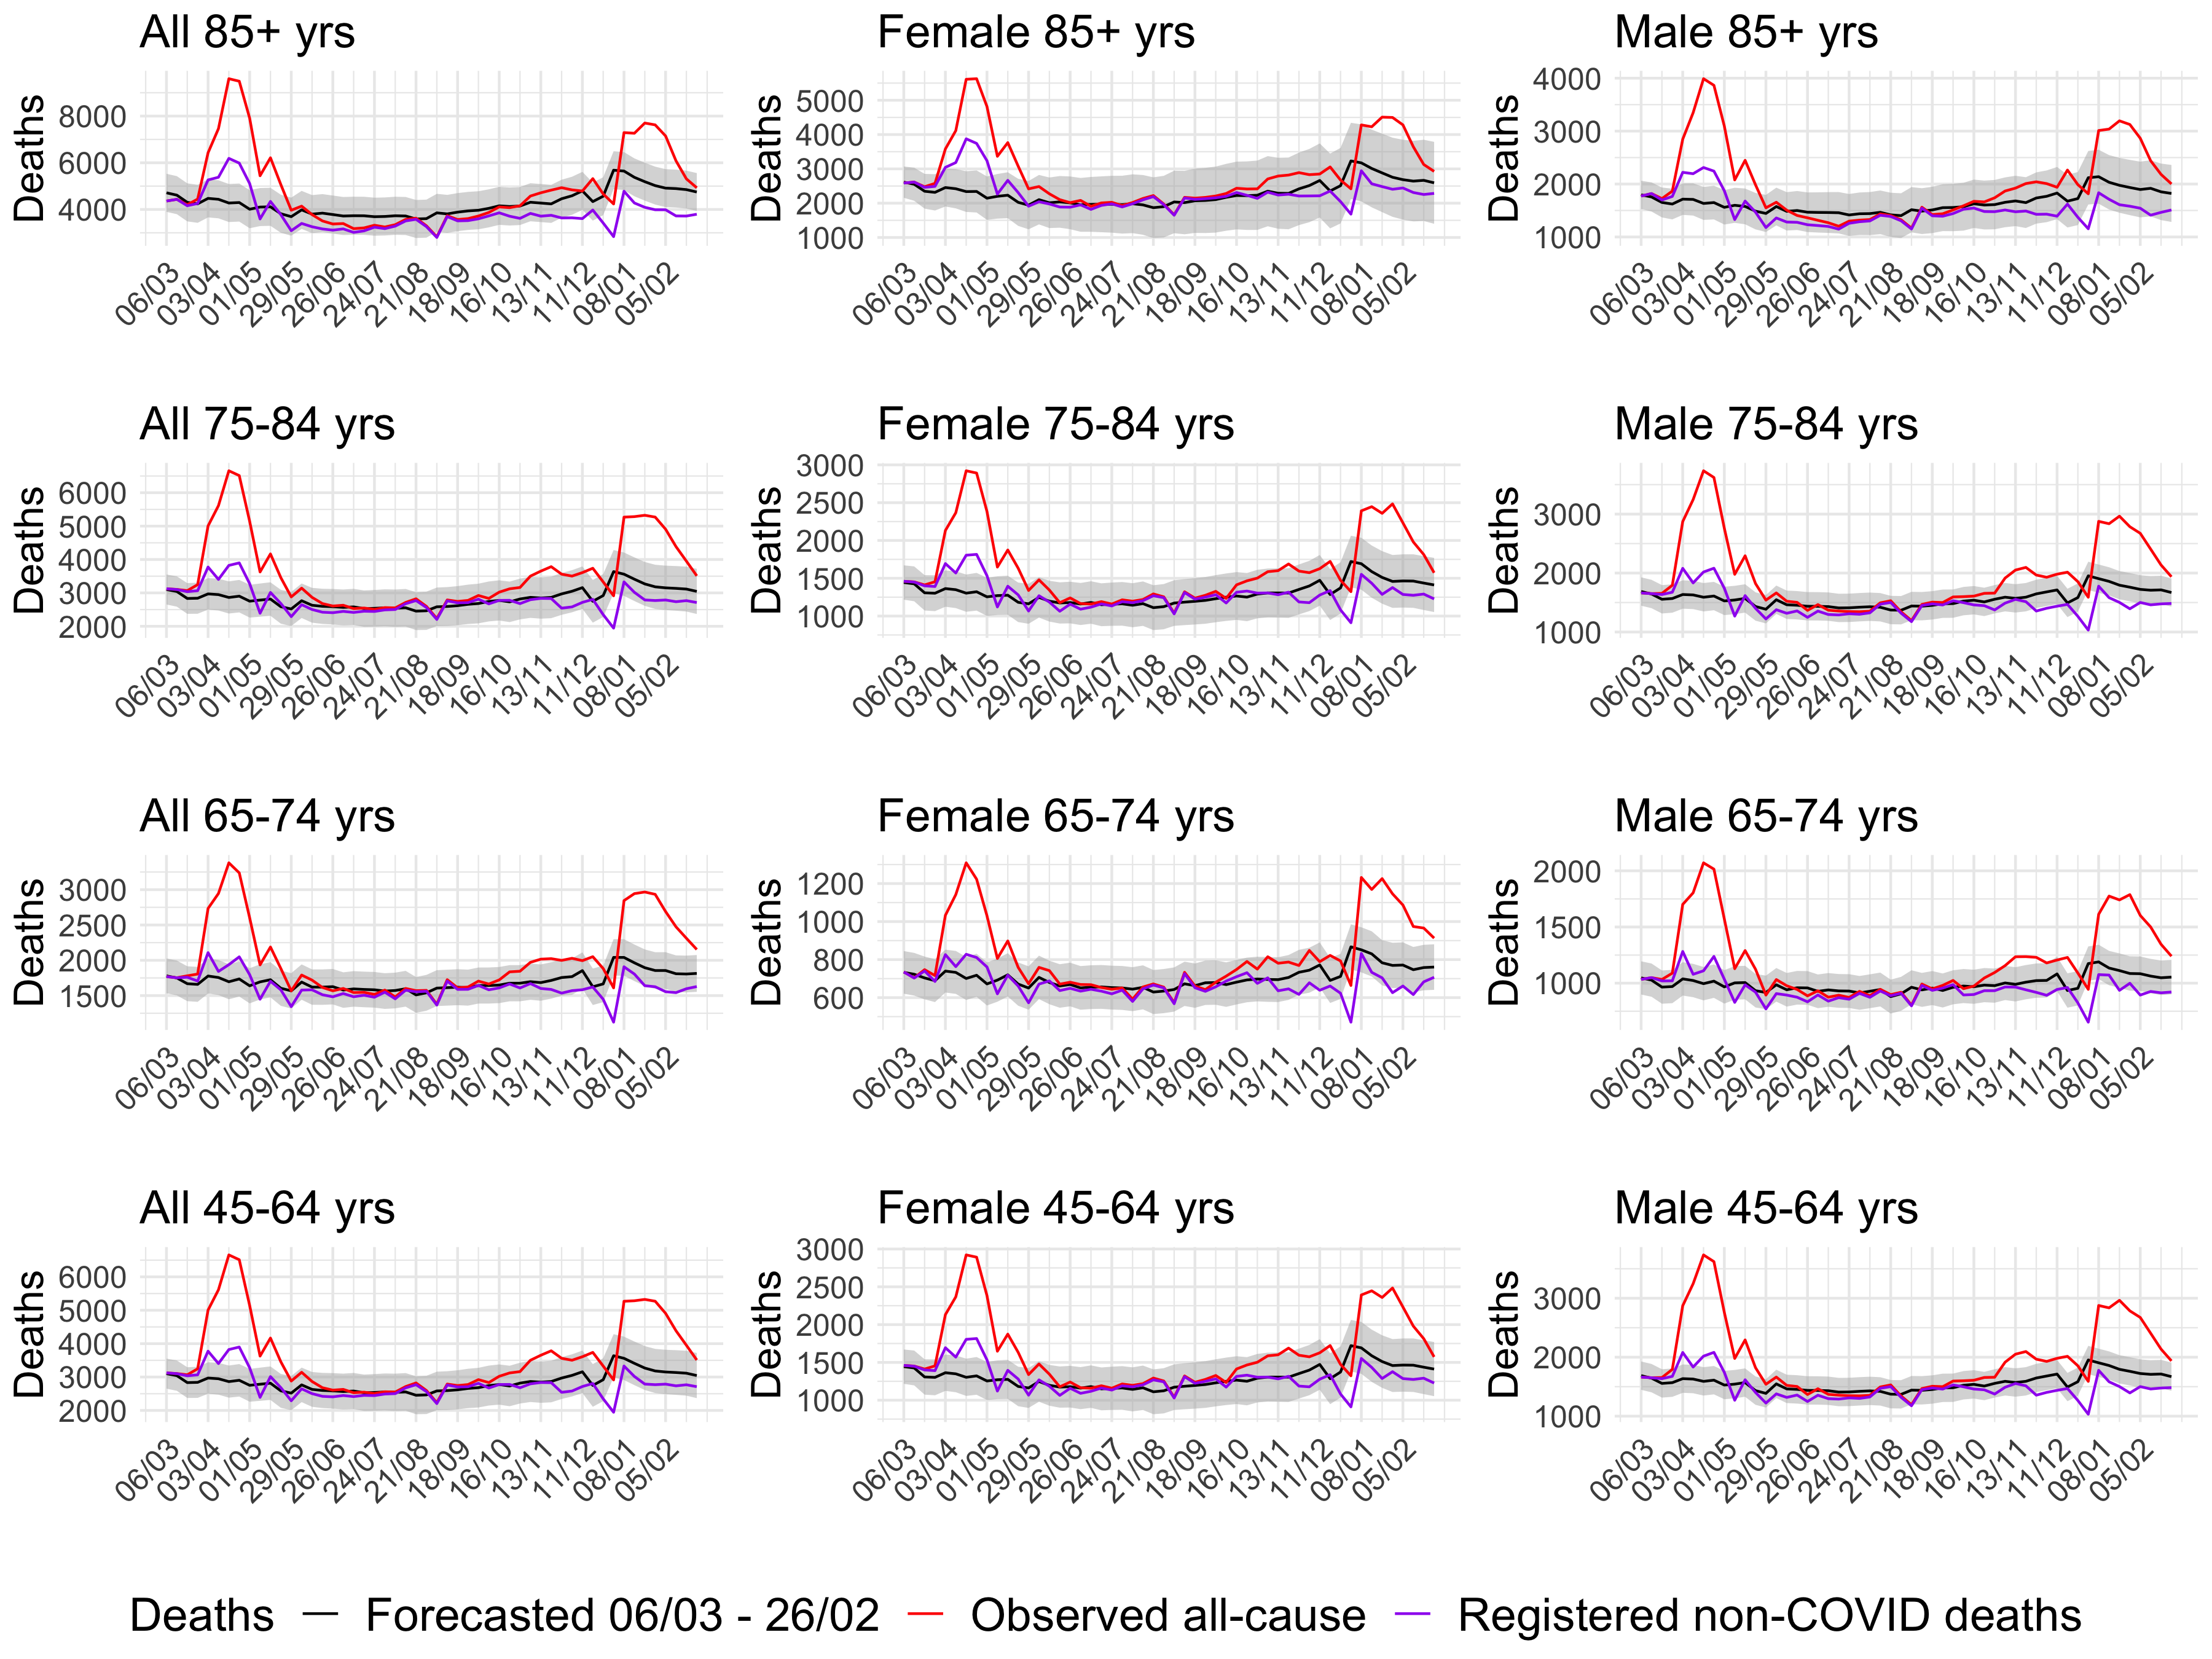 All 85+ yrs
Female 85+ yrs
Male 85+ yrs
Deaths
8000
6000
4000
06/03 03/04 01/05 29/05 26/06 24/07 21/08 18/09 16/10 13/11 11/12 08/01 05/02
Deaths
5000
4000
3000
2000
1000
06/03 03/04 01/05 29/05 26/06 24/07 21/08 18/09 16/10 13/11 11/12 08/01 05/02
Deaths
4000
3000
2000
1000
06/03 03/04 01/05 29/05 26/06 24/07 21/08 18/09 16/10 13/11 11/12 08/01 05/02
All 75-84 yrs
Female 75-84 yrs
Male 75-84 yrs
Deaths
6000
5000
4000
3000
2000
06/03 03/04 01/05 29/05 26/06 24/07 21/08 18/09 16/10 13/11 11/12 08/01 05/02
Deaths
3000
2500
2000
1500
1000
06/03 03/04 01/05 29/05 26/06 24/07 21/08 18/09 16/10 13/11 11/12 08/01 05/02
Deaths
3000
2000
1000
06/03 03/04 01/05 29/05 26/06 24/07 21/08 18/09 16/10 13/11 11/12 08/01 05/02
All 65-74 yrs
Female 65-74 yrs
Male 65-74 yrs
Deaths
3000
2500
2000
1500
06/03 03/04 01/05 29/05 26/06 24/07 21/08 18/09 16/10 13/11 11/12 08/01 05/02
Deaths
1200
1000
800
600
06/03 03/04 01/05 29/05 26/06 24/07 21/08 18/09 16/10 13/11 11/12 08/01 05/02
Deaths
2000
1500
1000
06/03 03/04 01/05 29/05 26/06 24/07 21/08 18/09 16/10 13/11 11/12 08/01 05/02
All 45-64 yrs
Female 45-64 yrs
Male 45-64 yrs
Deaths
6000
5000
4000
3000
2000
06/03 03/04 01/05 29/05 26/06 24/07 21/08 18/09 16/10 13/11 11/12 08/01 05/02
Deaths
3000
2500
2000
1500
1000
06/03 03/04 01/05 29/05 26/06 24/07 21/08 18/09 16/10 13/11 11/12 08/01 05/02
Deaths
3000
2000
1000
06/03 03/04 01/05 29/05 26/06 24/07 21/08 18/09 16/10 13/11 11/12 08/01 05/02
Deaths Forecasted 06/03 - 26/02 Observed all-cause Registered non-COVID deaths